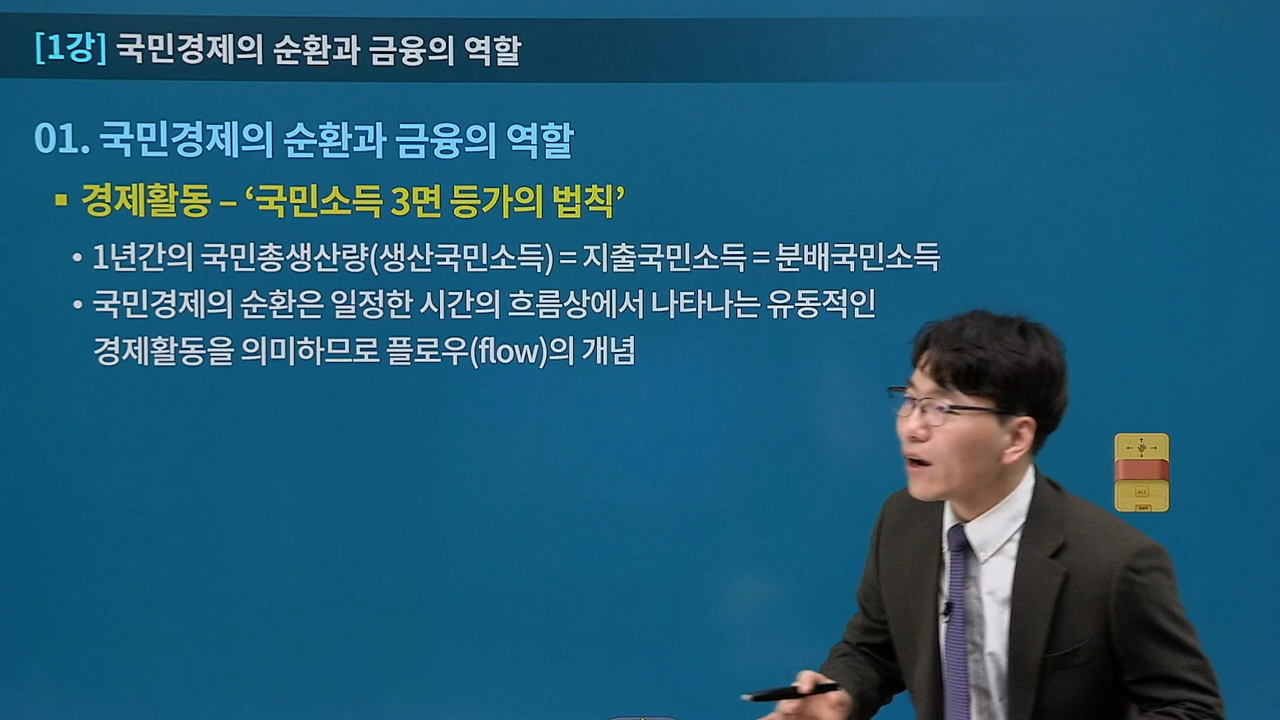 [1강] 국민경제의 순환과 금융의 역할
01. 국민경제의 순환과 금융의 역할
▪ 경제활동 – ‘국민소득 3면 등가의 법칙’
• 1년간의 국민총생산량(생산국민소득) = 지출국민소득 = 분배국민소득
• 국민경제의 순환은 일정한 시간의 흐름상에서 나타나는 유동적인
경제활동을 의미하므로 플로우(flow)의 개념
ALL